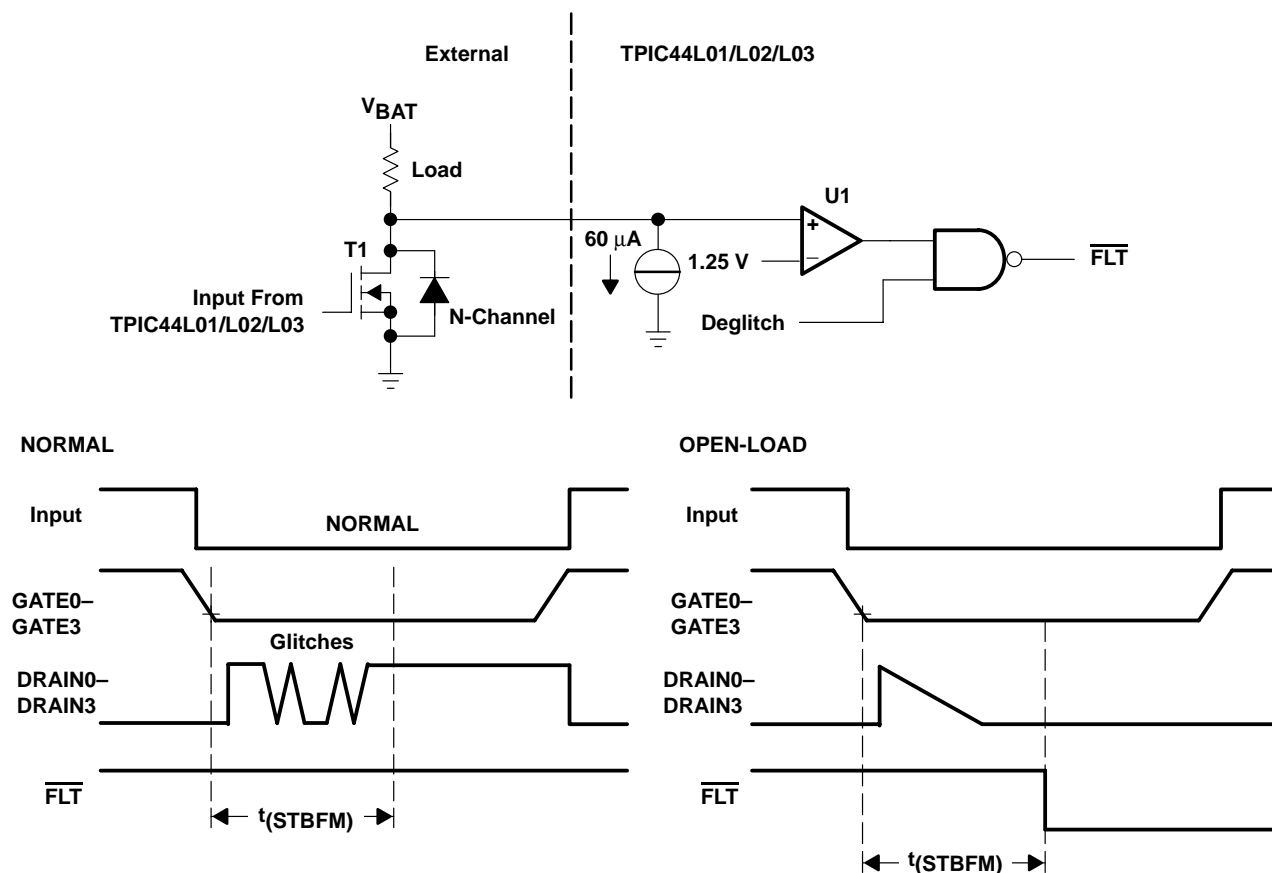 External
TPIC44L01/L02/L03
VBAT
Load
U1
+
−
60 μA
1.25 V
T1
FLT
Input From
TPIC44L01/L02/L03
N-Channel
Deglitch
NORMAL
Input
NORMAL
GATE0–
GATE3
Glitches
DRAIN0–
DRAIN3
FLT
t(STBFM)
OPEN-LOAD
Input
GATE0–
GATE3
DRAIN0–
DRAIN3
FLT
t(STBFM)